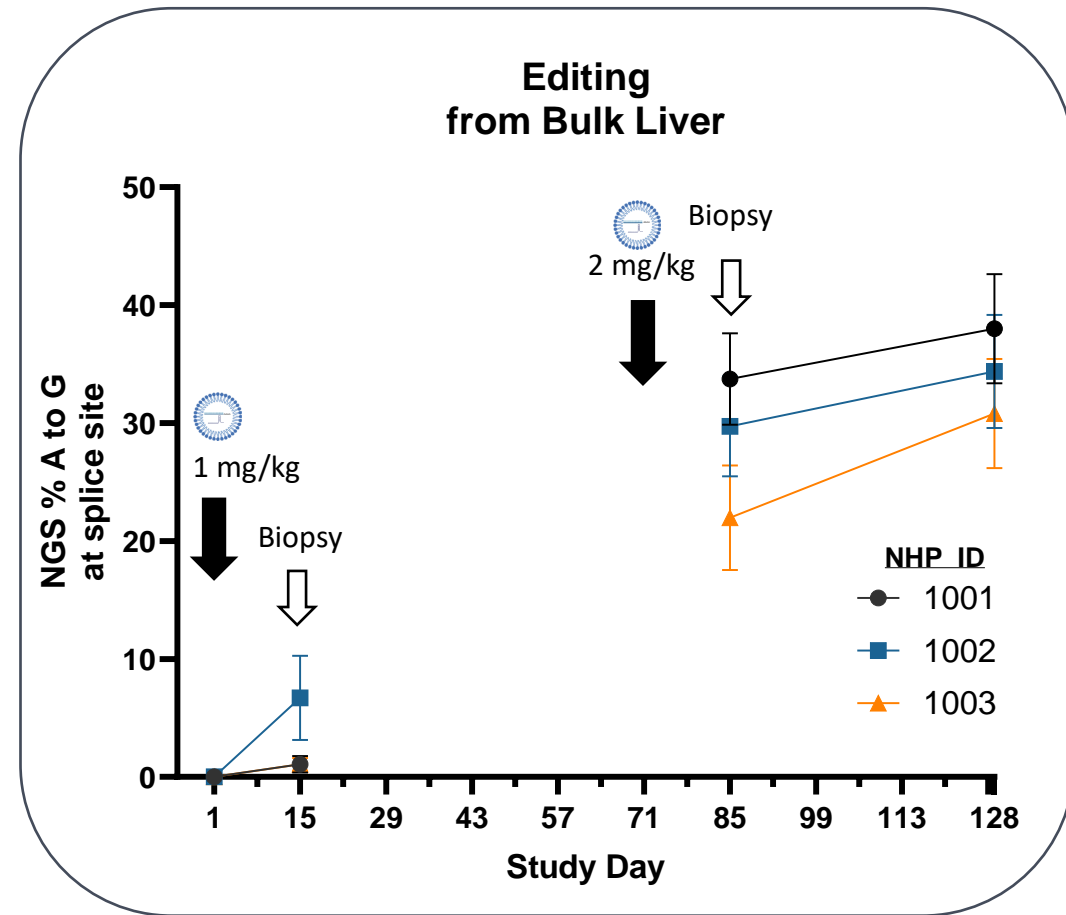 Editing
from Bulk Liver
NGS % A to G
at splice site
50
40
30
20
10
0
1 mg/kg
Biopsy
2 mg/kg
Biopsy
NHP_ID
1001
1002
1003
1 15 29 43 57 71 85 99 113 128
Study Day